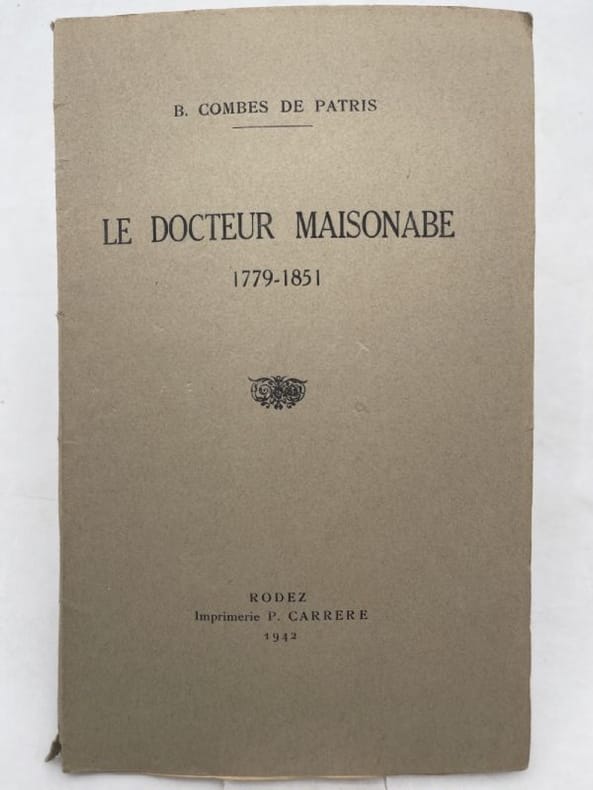 B. COMBES DE PATRIS
LE DOCTEUR MAISONABE
1779-1851
RODEZ
Imprimerie P. CARRERE
1942